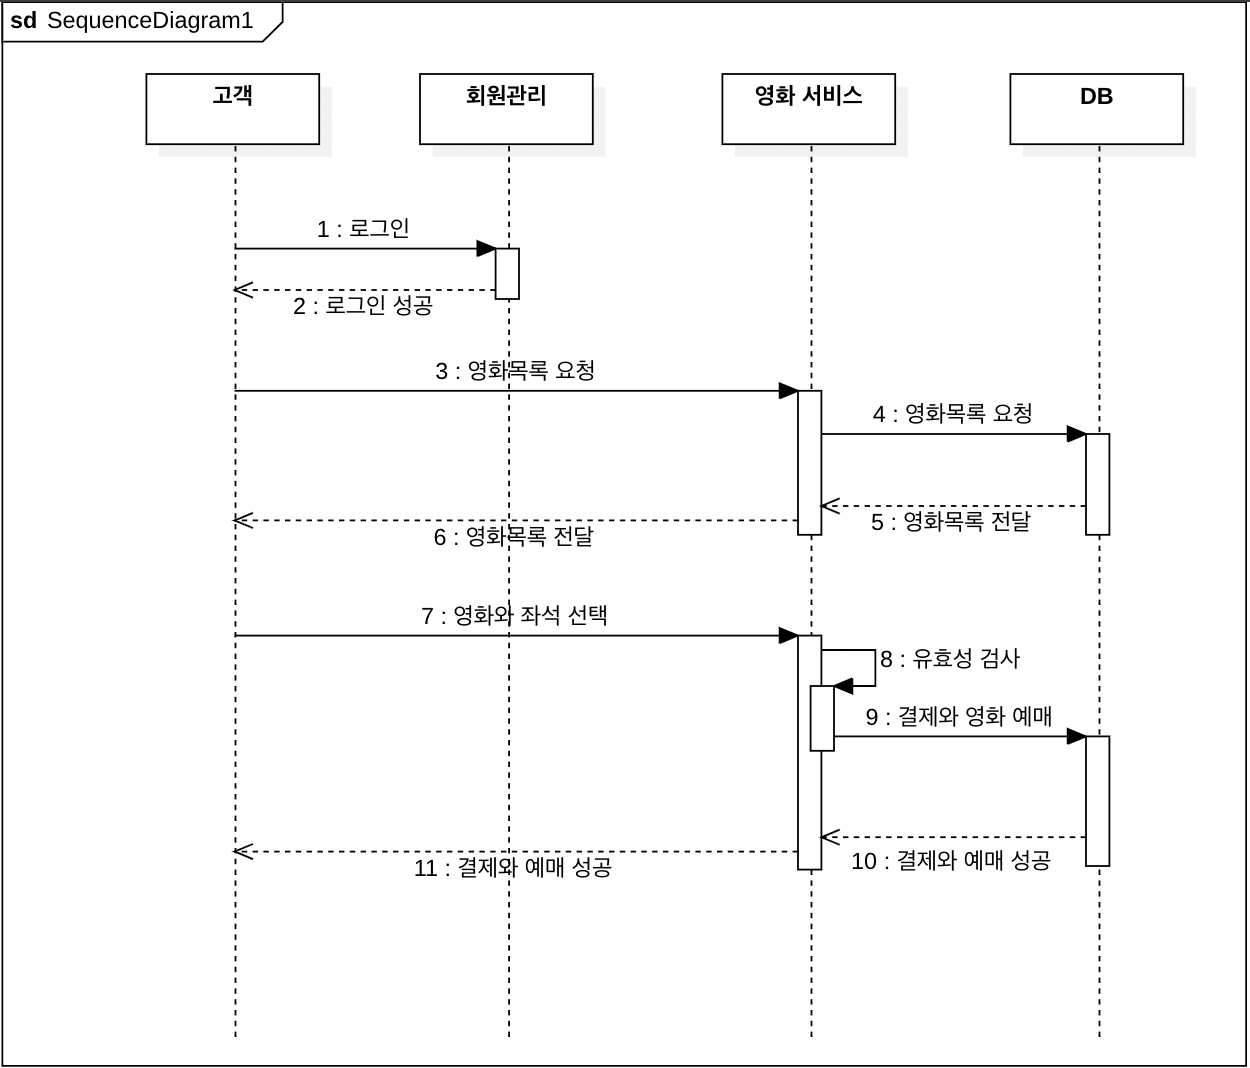 sd SequenceDiagram1
고객
회원관리
영화 서비스
DB
1 : 로그인
2 : 로그인 성공
3 : 영화목록 요청
4 : 영화목록 요청
5 : 영화목록 전달
6 : 영화목록 전달
7 : 영화와 좌석 선택
8 : 유효성 검사
9 : 결제와 영화 예매
10 : 결제와 예매 성공
11 : 결제와 예매 성공